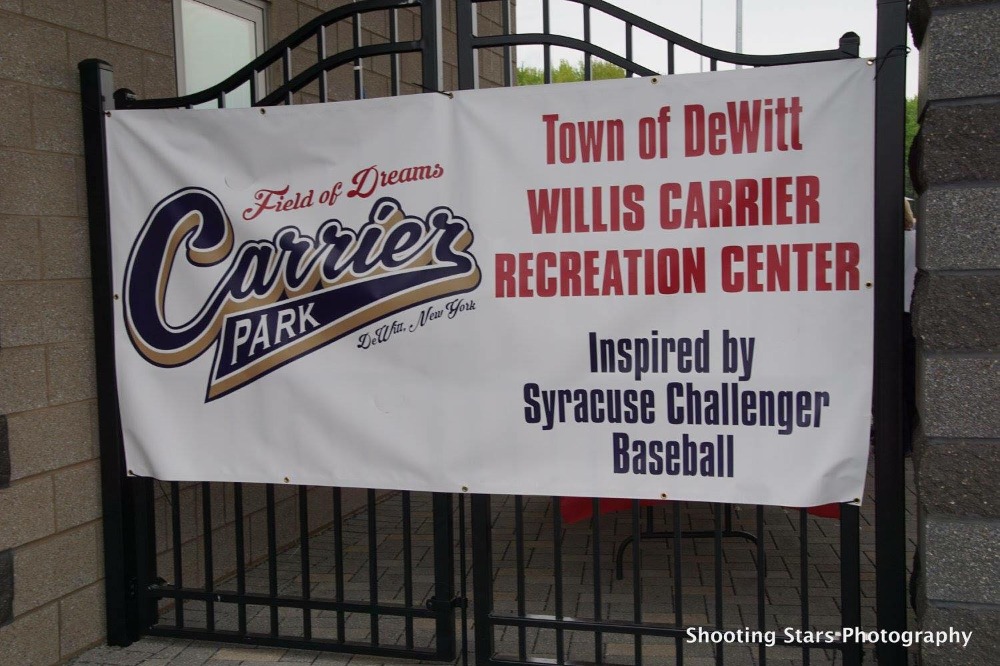 Field of Dreams
Carrier
PARK
DeWitt, New York
Town of DeWitt
WILLIS CARRIER
RECREATION CENTER
Inspired by
Syracuse Challenger
Baseball
Shooting Stars Photography